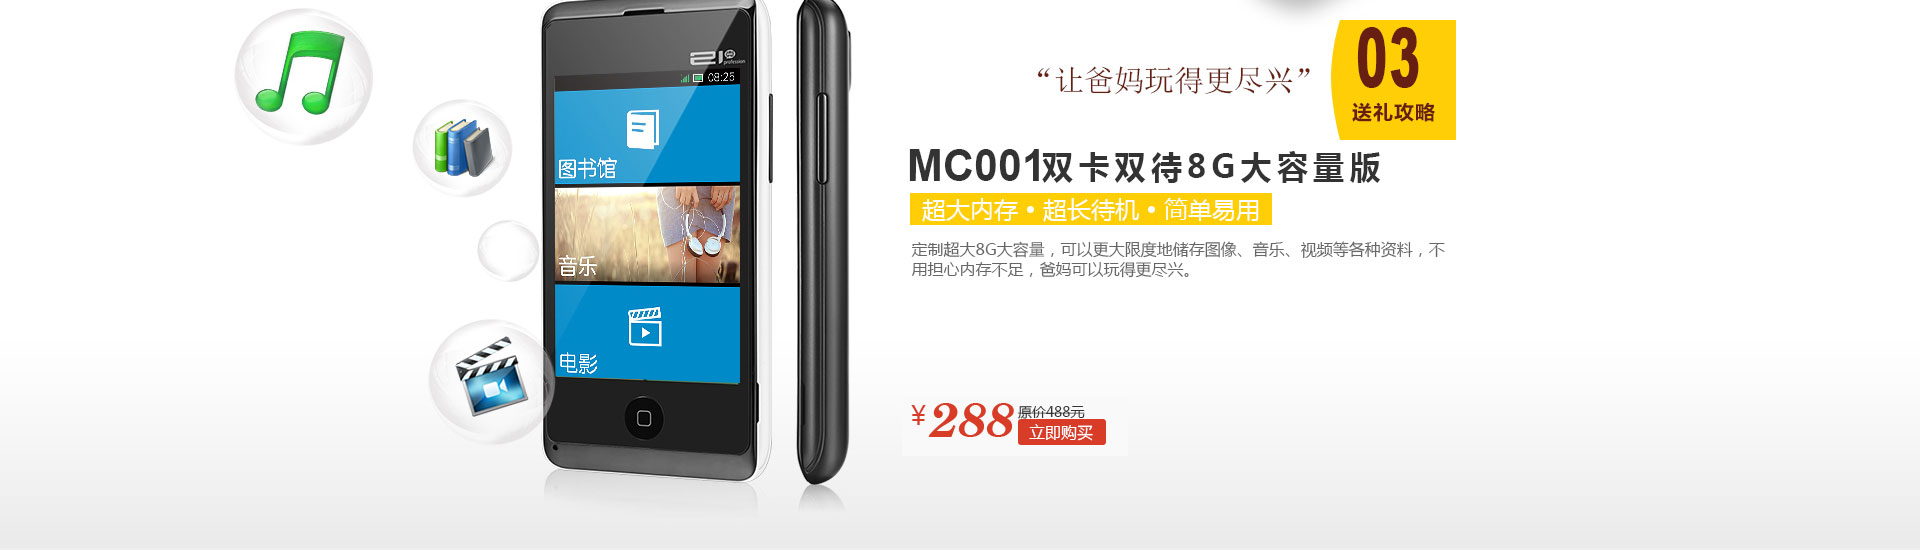 21e
profession
08:25
图书馆
音乐
电影
“让爸妈玩得更尽兴”
03
送礼攻略
MC001双卡双待8G大容量版
超大内存·超长待机·简单易用
定制超大8G大容量，可以更大限度地储存图像、音乐、视频等各种资料，不
用担心内存不足，爸妈可以玩得更尽兴。
¥288
原价488元
立即购买